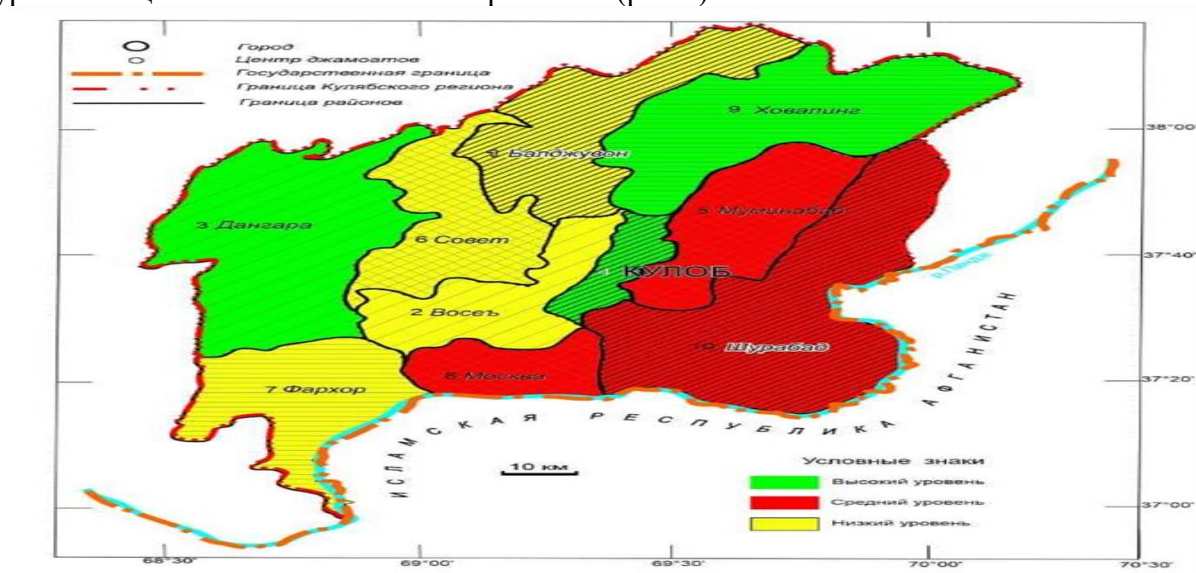 Город
Центр джамоатов
Государственная граница
Граница Кулябского региона
Граница районов
9 Ховалинг
38°00'
1 Балджувон
5 Муминабад
3 Дангара
6 Совет
37°40'
4 КУЛОБ
р. Пяндж
2 Восеъ
10 Шурабад
8 Москва
7 Фархор
37°20'
ИСЛАМСКАЯ РЕСПУБЛИКА АФГАНИСТАН
10 км
Условные знаки
Высокий уровень
Средний уровень
Низкий уровень
37°00'
68°30'
69°00'
69°30'
70°00'
70°30'